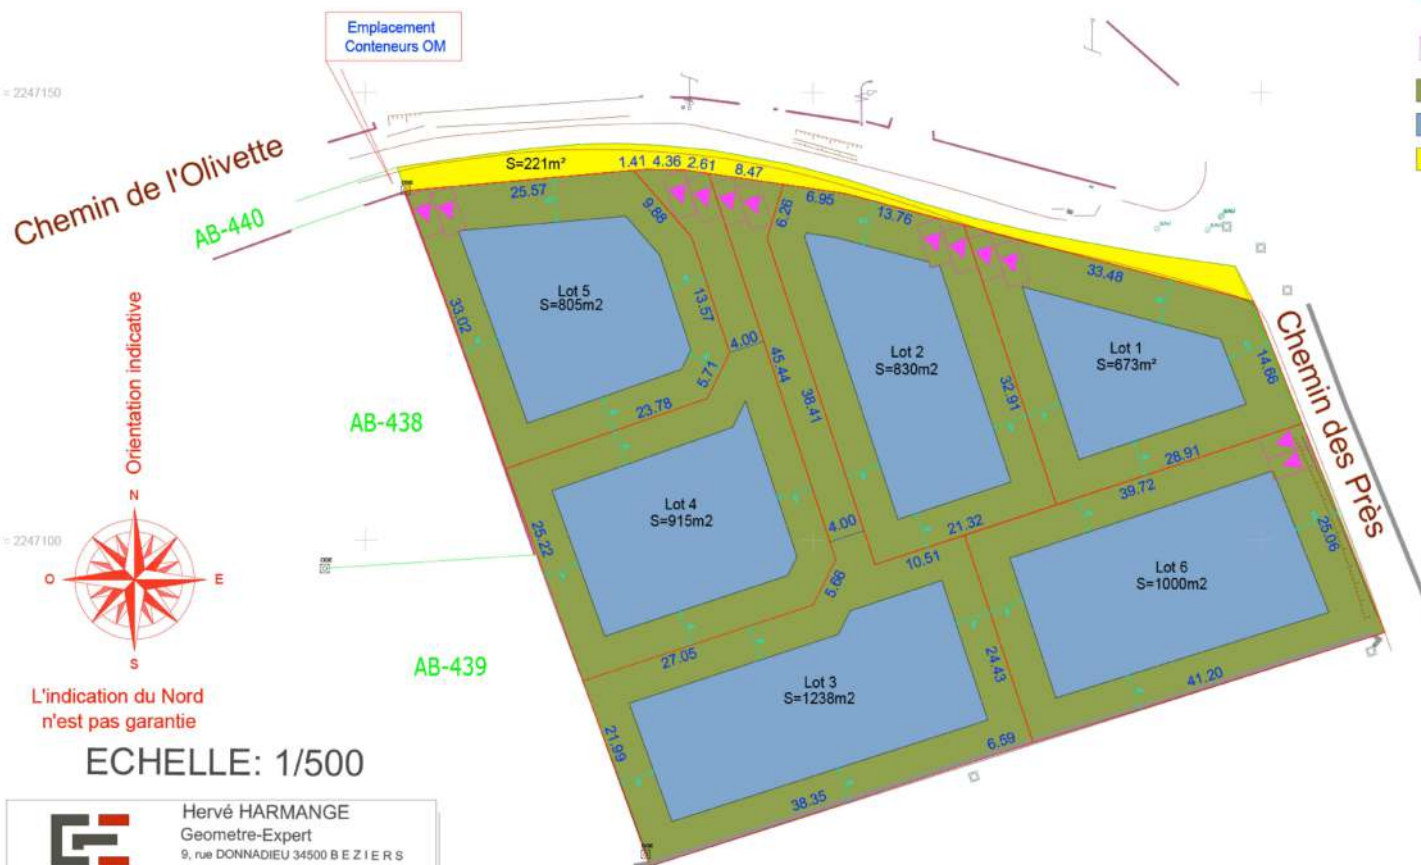 Emplacement
Conteneurs OM
= 2247150
Chemin de l'Olivette
AB-440
S=221m²
1.41
4.36
2.61
8.47
25.57
9.88
6.26
6.95
13.76
33.48
33.02
13.57
Lot 5
S=805m2
4.00
45.44
5.71
23.78
38.41
Lot 2
S=830m2
32.91
Lot 1
S=673m²
14.66
Chemin des Près
Orientation indicative
AB-438
28.91
39.72
Lot 4
S=915m2
25.22
4.00
21.32
10.51
5.66
25.06
Lot 6
S=1000m2
= 2247100
N
O
E
S
AB-439
27.05
24.43
41.20
Lot 3
S=1238m2
21.99
6.59
38.35
L'indication du Nord
n'est pas garantie
ECHELLE: 1/500
Hervé HARMANGE
Geometre-Expert
9, rue DONNADIEU 34500 B E Z I E R S